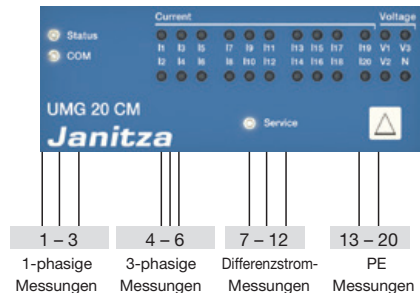 Current Voltage
Status I1 I3 I5 I7 I9 I11 I13 I15 I17 I19 V1 V3
COM I2 I4 I6 I8 I10 I12 I14 I16 I18 I20 V2 N
UMG 20 CM
Janitza
Service
1 – 3 4 – 6 7 – 12 13 – 20
1-phasige 3-phasige Differenzstrom- PE
Messungen Messungen Messungen Messungen